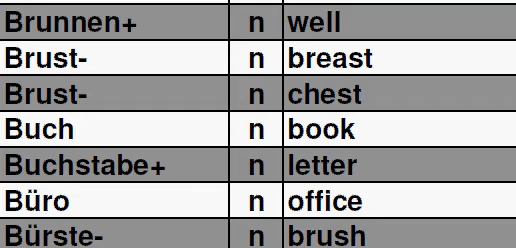 Brunnen+ n well
Brust- n breast
Brust- n chest
Buch n book
Buchstabe+ n letter
Büro n office
Bürste- n brush